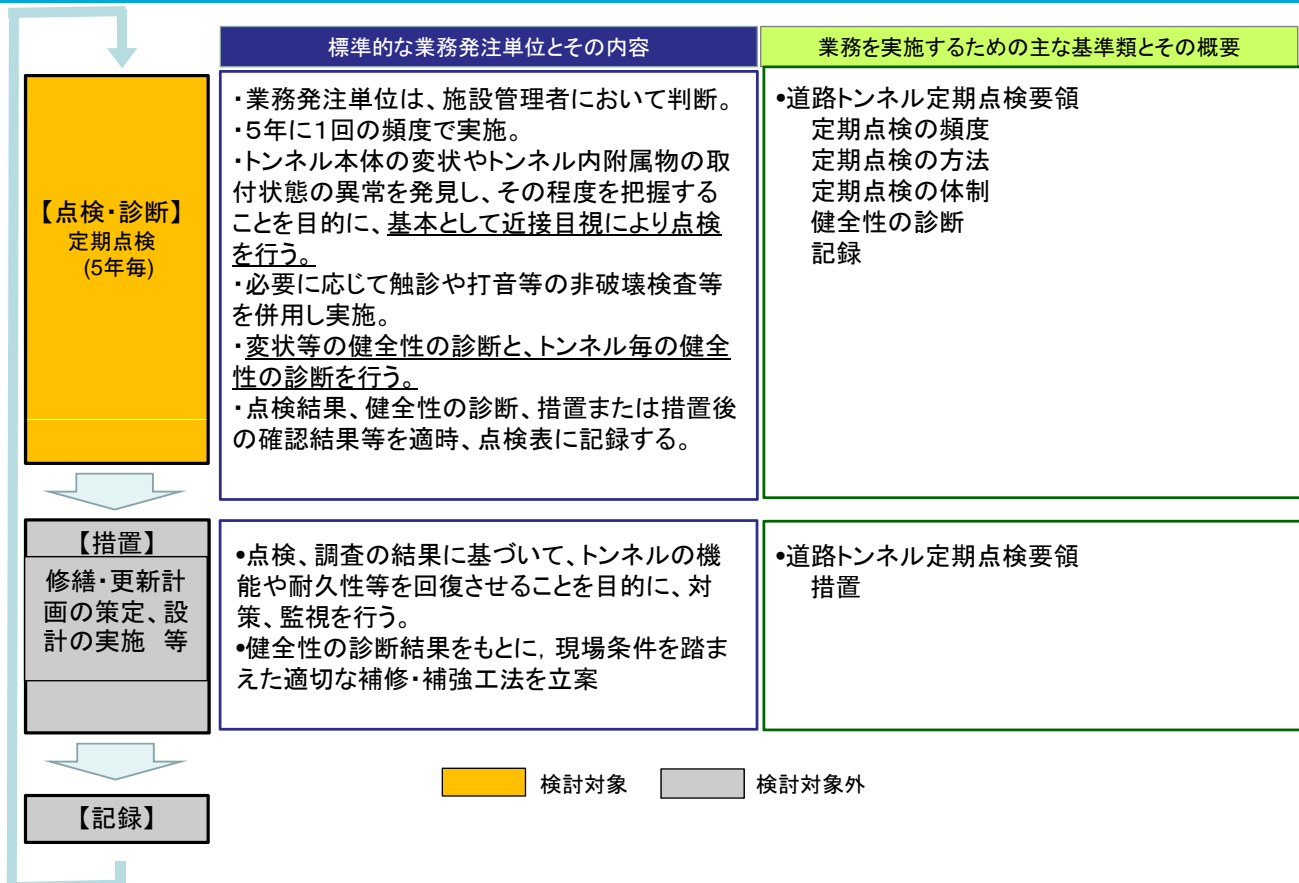 標準的な業務発注単位とその内容
業務を実施するための主な基準類とその概要
【点検・診断】
定期点検
(5年毎)
・業務発注単位は、施設管理者において判断。
・5年に1回の頻度で実施。
・トンネル本体の変状やトンネル内附属物の取
付状態の異常を発見し、その程度を把握する
ことを目的に、基本として近接目視により点検
を行う。
・必要に応じて触診や打音等の非破壊検査等
を併用し実施。
・変状等の健全性の診断と、トンネル毎の健全
性の診断を行う。
・点検結果、健全性の診断、措置または措置後
の確認結果等を適時、点検表に記録する。
•道路トンネル定期点検要領
定期点検の頻度
定期点検の方法
定期点検の体制
健全性の診断
記録
【措置】
修繕・更新計
画の策定、設
計の実施 等
•点検、調査の結果に基づいて、トンネルの機
能や耐久性等を回復させることを目的に、対
策、監視を行う。
•健全性の診断結果をもとに, 現場条件を踏ま
えた適切な補修・補強工法を立案
•道路トンネル定期点検要領
措置
【記録】
検討対象
検討対象外